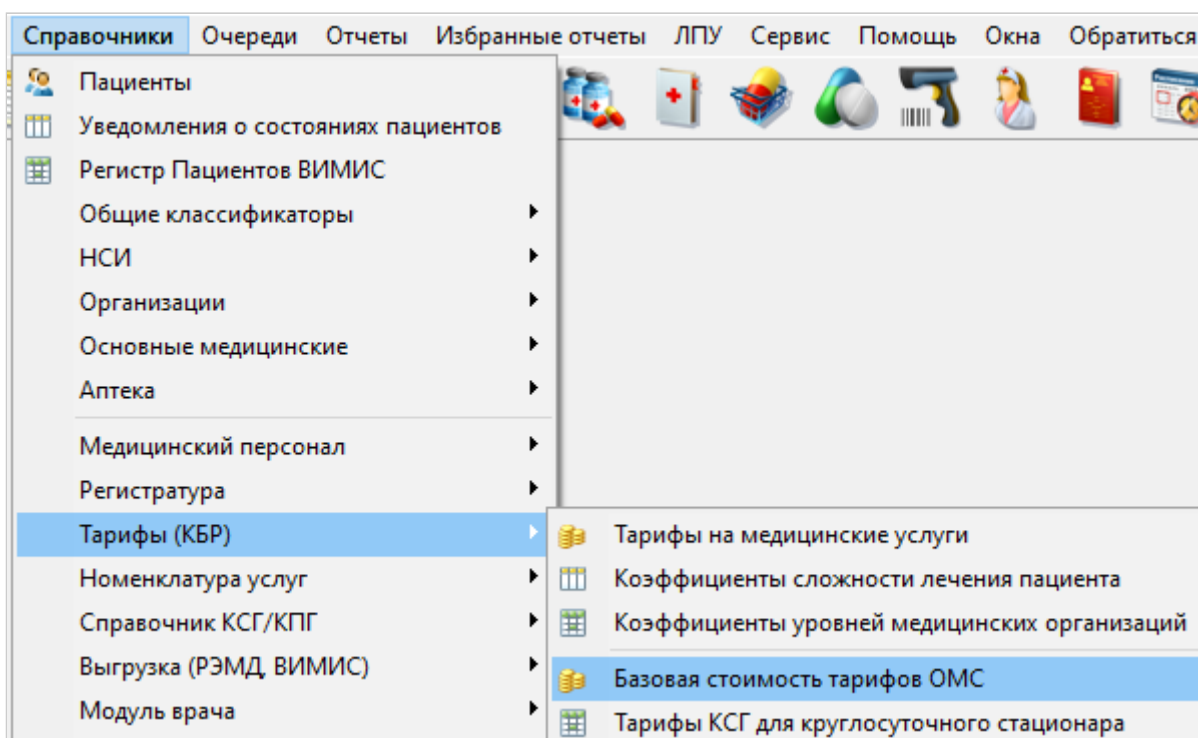 Справочники Очереди Отчеты Избранные отчеты ЛПУ Сервис Помощь Окна Обратиться
Пациенты
Уведомления о состояниях пациентов
Регистр Пациентов ВИМИС
Общие классификаторы
НСИ
Организации
Основные медицинские
Аптека
Медицинский персонал
Регистратура
Тарифы (КБР)
Номенклатура услуг
Справочник КСГ/КПГ
Выгрузка (РЭМД, ВИМИС)
Модуль врача
Тарифы на медицинские услуги
Коэффициенты сложности лечения пациента
Коэффициенты уровней медицинских организаций
Базовая стоимость тарифов ОМС
Тарифы КСГ для круглосуточного стационара